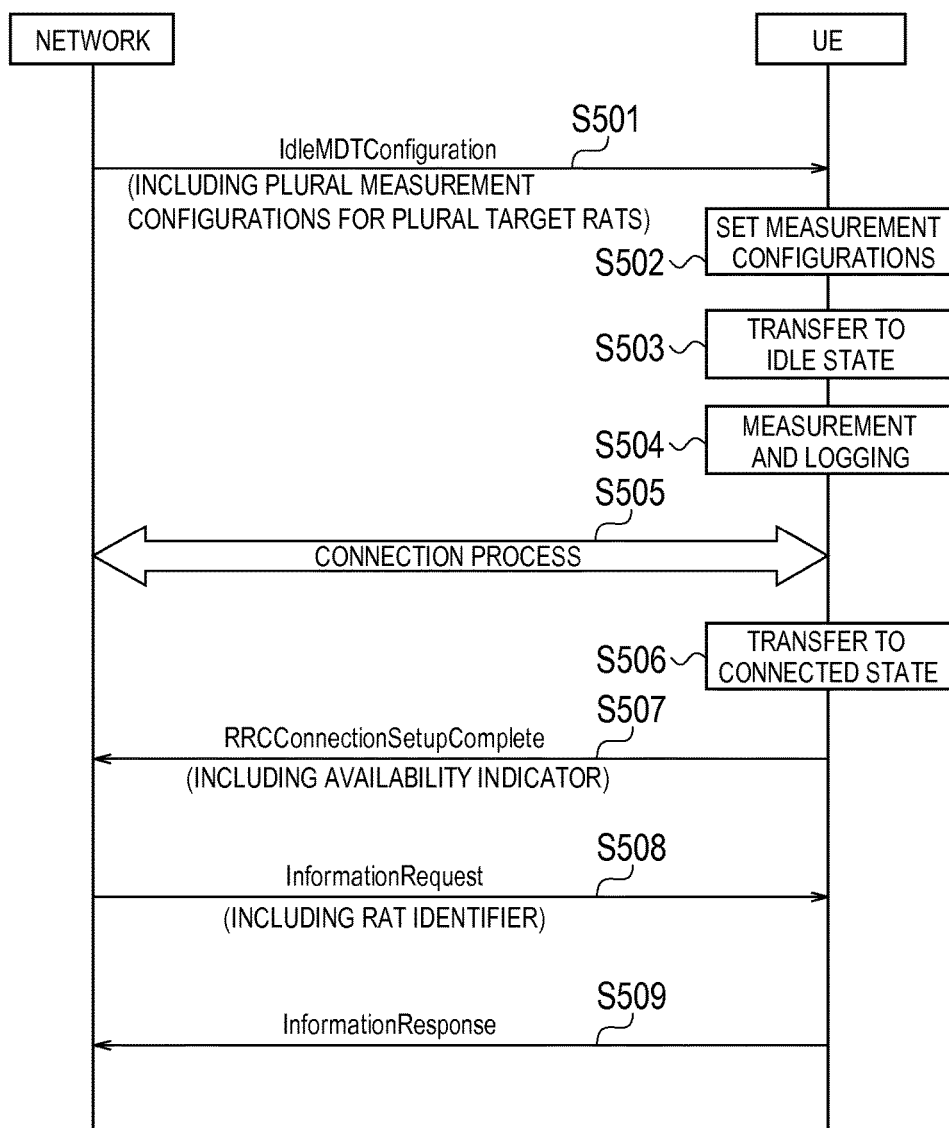 NETWORK
UE
S501
IdleMDTConfiguration
(INCLUDING PLURAL MEASUREMENT
CONFIGURATIONS FOR PLURAL TARGET RATS)
SET MEASUREMENT
CONFIGURATIONS
S502
TRANSFER TO
IDLE STATE
S503
MEASUREMENT
AND LOGGING
S504
S505
CONNECTION PROCESS
TRANSFER TO
CONNECTED STATE
S506
S507
RRCConnectionSetupComplete
(INCLUDING AVAILABILITY INDICATOR)
S508
InformationRequest
(INCLUDING RAT IDENTIFIER)
S509
InformationResponse